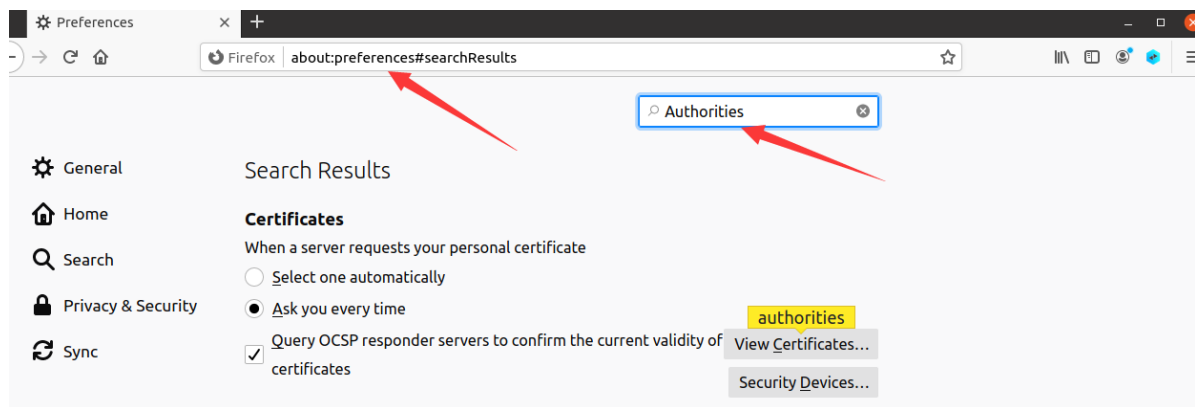 Preferences
Firefox about:preferences#searchResults
Authorities
General
Search Results
Home
Certificates
When a server requests your personal certificate
Search
Select one automatically
Privacy & Security
Ask you every time
authorities
Sync
Query OCSP responder servers to confirm the current validity of
certificates
View Certificates...
Security Devices...